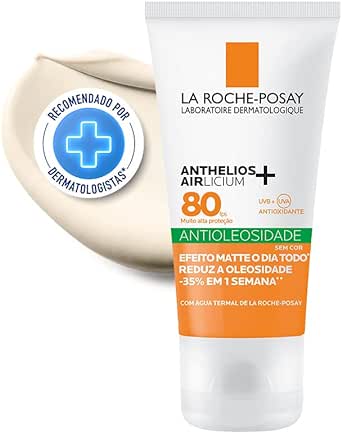 RECOMENDADO POR
DERMATOLOGISTAS*
LA ROCHE-POSAY
LABORATOIRE DERMATOLOGIQUE
ANTHELIOS +
AIRLICIUM
80 fps
UVB + UVA
Muito alta proteção
ANTIOXIDANTE
ANTIOLEOSIDADE
SEM COR
EFEITO MATTE O DIA TODO*
REDUZ A OLEOSIDADE
-35% EM 1 SEMANA**
COM ÁGUA TERMAL DE LA ROCHE-POSAY